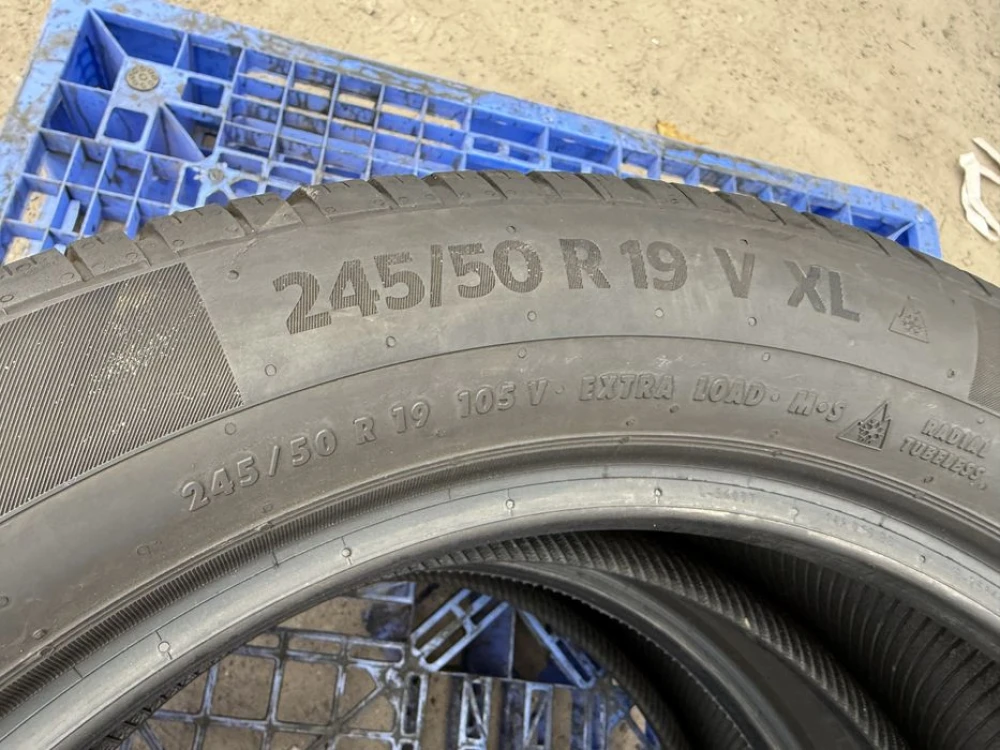 245/50 R 19 V XL
245/50 R 19 105 V · EXTRA LOAD · M+S
RADIAL
TUBELESS